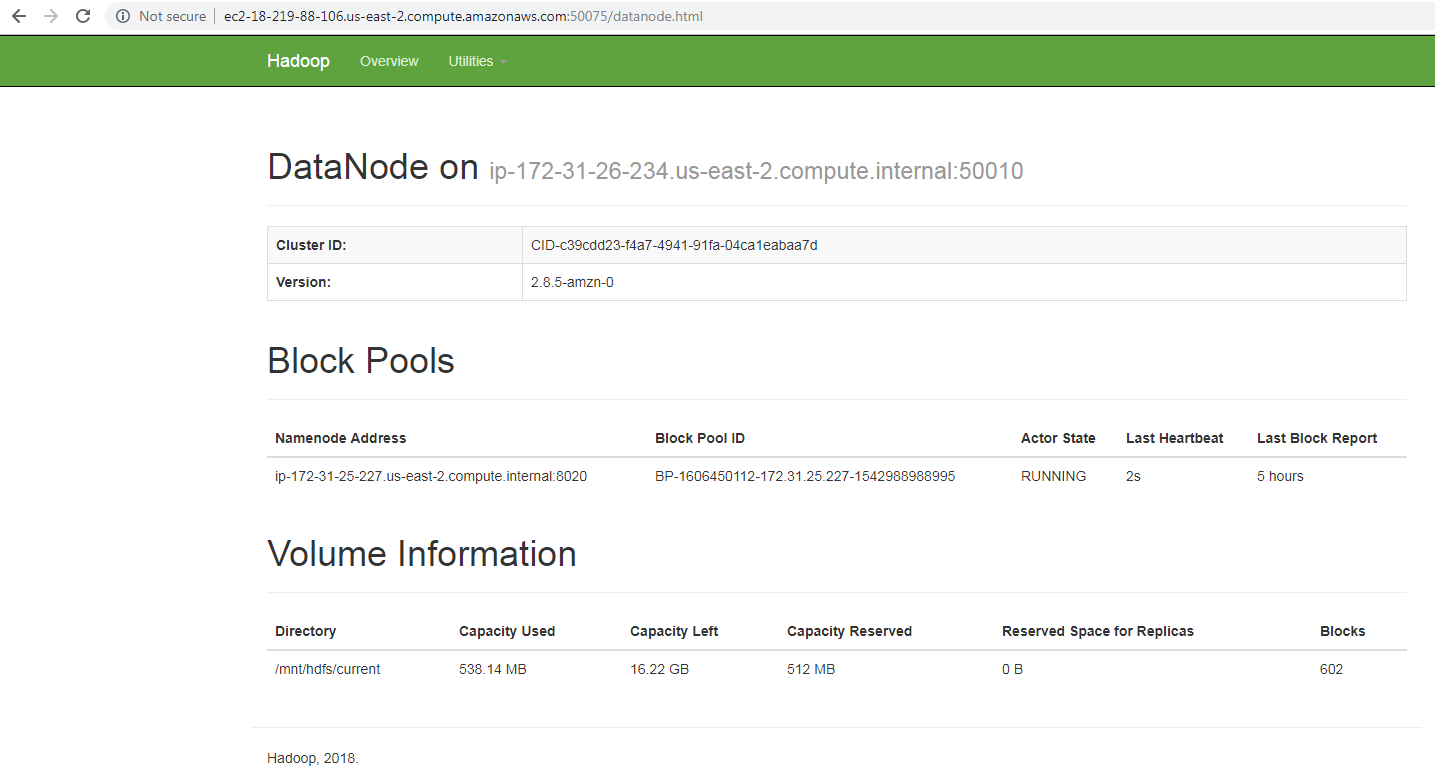 Not secure ec2-18-219-88-106.us-east-2.compute.amazonaws.com:50075/datanode.html
Hadoop Overview Utilities
DataNode on ip-172-31-26-234.us-east-2.compute.internal:50010
Cluster ID: CID-c39cdd23-f4a7-4941-91fa-04ca1eabaa7d
Version: 2.8.5-amzn-0
Block Pools
Namenode Address Block Pool ID Actor State Last Heartbeat Last Block Report
ip-172-31-25-227.us-east-2.compute.internal:8020 BP-1606450112-172.31.25.227-1542988988995 RUNNING 2s 5 hours
Volume Information
Directory Capacity Used Capacity Left Capacity Reserved Reserved Space for Replicas Blocks
/mnt/hdfs/current 538.14 MB 16.22 GB 512 MB 0 B 602
Hadoop, 2018.